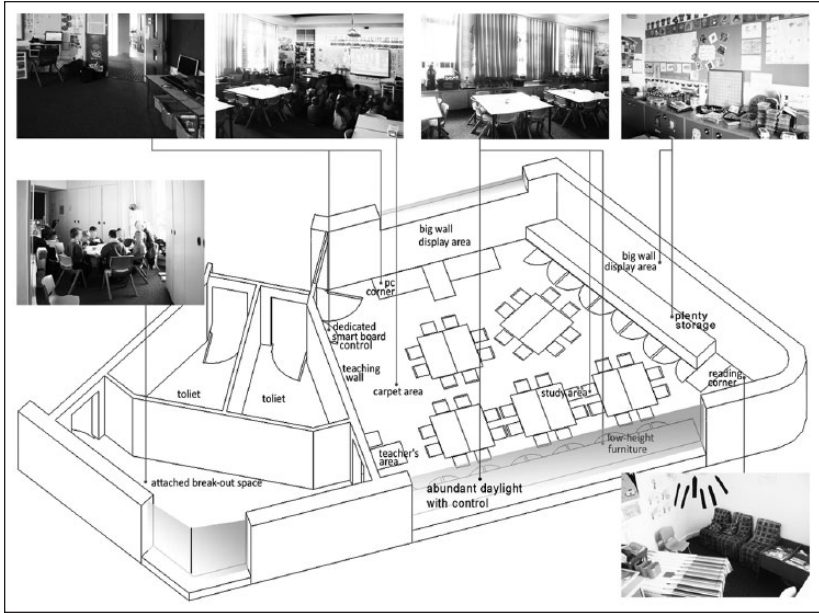 big wall
display area
big wall
display area
pc
corner
plenty
storage
dedicated
smart board
control
teaching
wall
reading
corner
toliet
toliet
carpet area
study area
low-height
furniture
teacher's
area
attached break-out space
abundant daylight
with control